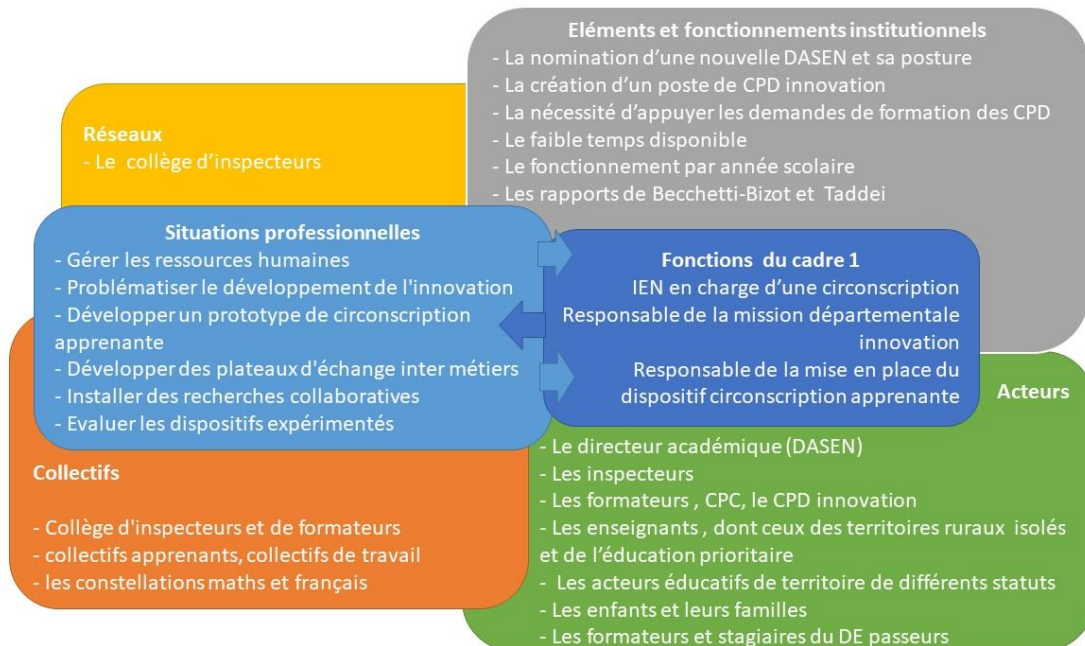 Eléments et fonctionnements institutionnels
- La nomination d'une nouvelle DASEN et sa posture
- La création d'un poste de CPD innovation
- La nécessité d'appuyer les demandes de formation des CPD
- Le faible temps disponible
- Le fonctionnement par année scolaire
- Les rapports de Becchetti-Bizot et Taddei
Réseaux
- Le collège d'inspecteurs
Situations professionnelles
- Gérer les ressources humaines
- Problématiser le développement de l'innovation
- Développer un prototype de circonscription
apprenante
- Développer des plateaux d'échange inter métiers
- Installer des recherches collaboratives
- Evaluer les dispositifs expérimentés
Fonctions du cadre 1
IEN en charge d'une circonscription
Responsable de la mission départementale
innovation
Responsable de la mise en place du
dispositif circonscription apprenante
Collectifs
- Collège d'inspecteurs et de formateurs
- collectifs apprenants, collectifs de travail
- les constellations maths et français
Acteurs
- Le directeur académique (DASEN)
- Les inspecteurs
- Les formateurs , CPC, le CPD innovation
- Les enseignants , dont ceux des territoires ruraux isolés
et de l'éducation prioritaire
- Les acteurs éducatifs de territoire de différents statuts
- Les enfants et leurs familles
- Les formateurs et stagiaires du DE passeurs